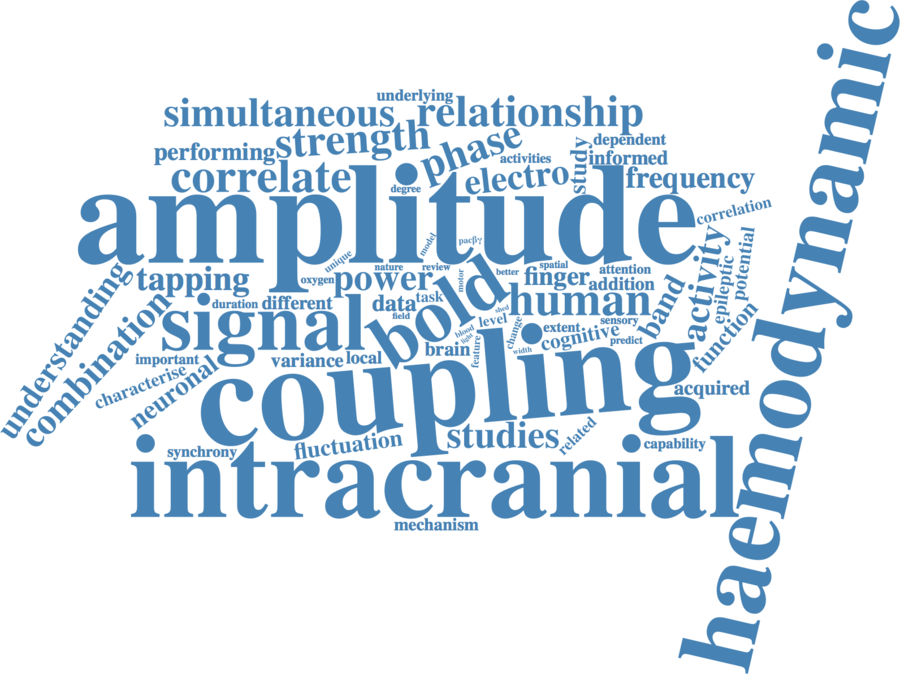 underlying
simultaneous
relationship
strength
phase
performing
correlate
activities
electro
study
dependent
informed
frequency
degree
amplitude
correlation
understanding
combination
tapping
unique
oxygen
model
pacβγ
nature
review
power
motor
better
spatial
finger
attention
addition
band
activity
epileptic
potential
function
haemodynamic
duration
different
data
task
field
bold
human
signal
important
characterise
neuronal
variance
local
brain
blood
light
level
shed
change
width
feature
extent
cognitive
sensory
predict
coupling
acquired
synchrony
fluctuation
studies
related
capability
intracranial
mechanism